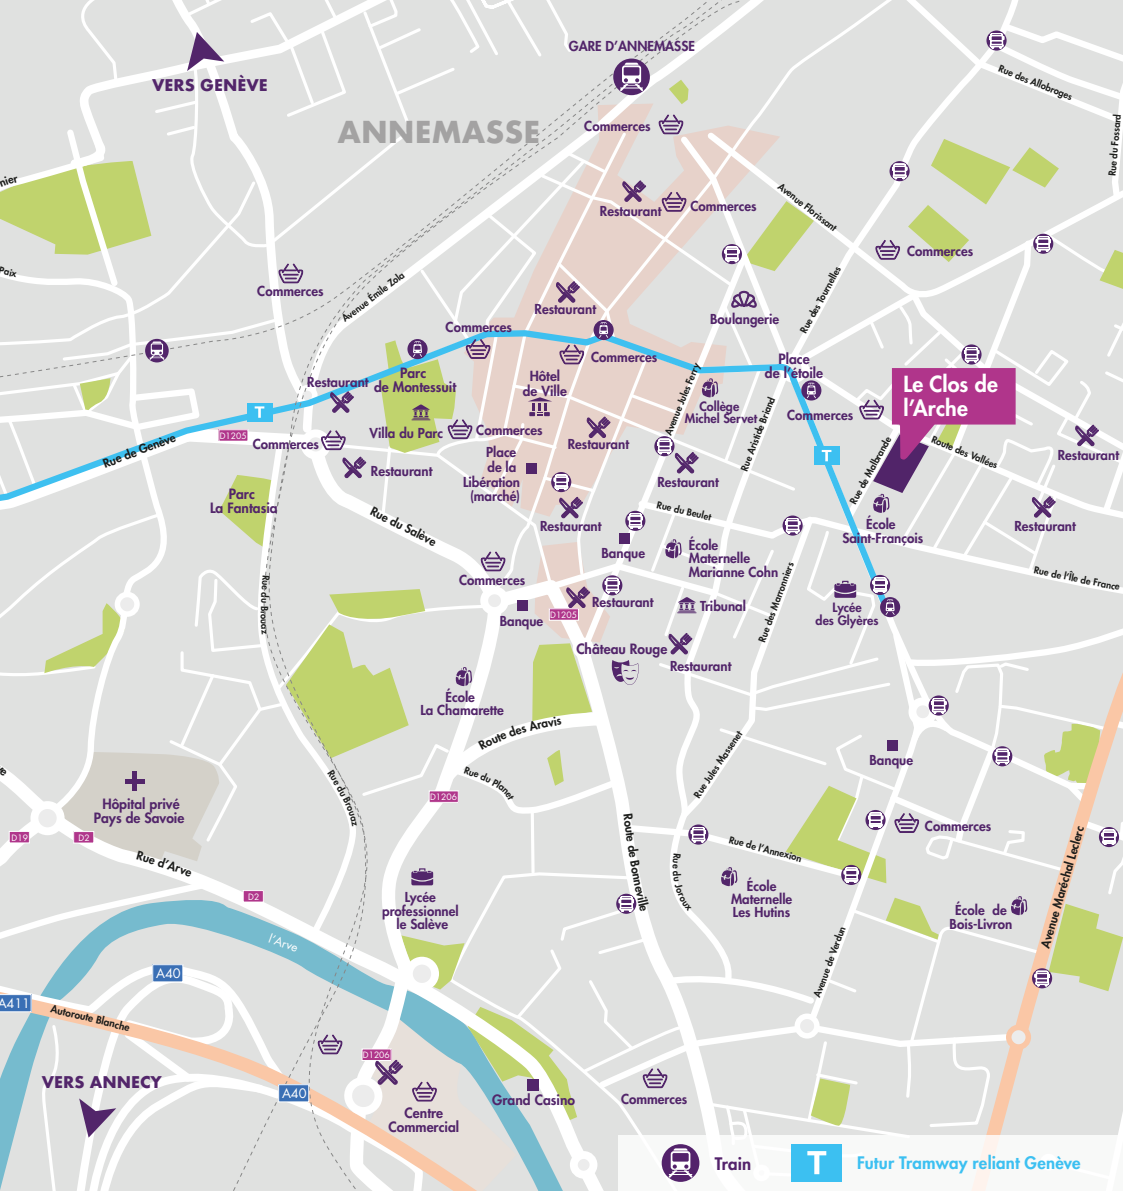 GARE D'ANNEMASSE
VERS GENÈVE
ANNEMASSE
Commerces
Rue des Allobroges
Rue du Fossard
nier
Restaurant
Commerces
Avenue Florissant
Commerces
Paix
Commerces
Avenue Émile Zola
Restaurant
Boulangerie
Rue des Tournelles
Commerces
Commerces
Place
de l'étoile
Parc
de Montessuit
Restaurant
Hôtel
de Ville
Avenue Jules Ferry
Collège
Michel Servet
Rue Aristide Briand
Commerces
Le Clos de
l'Arche
T
D1205
Rue de Genève
Commerces
Villa du Parc
Commerces
Restaurant
Restaurant
Place
de la
Libération
(marché)
Restaurant
T
Rue de Malbrande
Route des Vallées
Restaurant
Parc
La Fantasia
Rue du Salève
Restaurant
Rue du Beulet
École
Saint-François
Restaurant
Banque
École
Maternelle
Marianne Cohn
Commerces
Rue de l'Île de France
Rue du Brouaz
Banque
D1205
Restaurant
Tribunal
Rue des Marronniers
Lycée
des Glyères
Château Rouge
Restaurant
École
La Chamarette
Route des Aravis
Rue du Planet
Rue Jules Massenet
Banque
Hôpital privé
Pays de Savoie
Rue du Brouaz
D1206
D19
D2
Rue d'Arve
Route de Bonneville
Rue de l'Annexion
Commerces
Avenue Maréchal Leclerc
D2
Lycée
professionnel
le Salève
Rue du Joroux
École
Maternelle
Les Hutins
École de
Bois-Livron
l'Arve
Avenue de Verdun
A40
A411
Autoroute Blanche
D1206
VERS ANNECY
A40
Centre
Commercial
Grand Casino
Commerces
P
Train
T
Futur Tramway reliant Genève